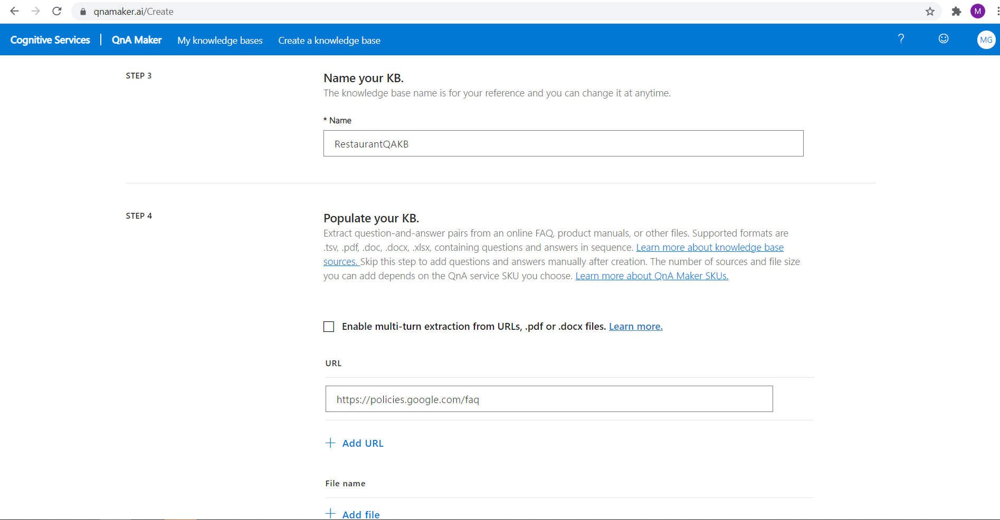 qnamaker.ai/Create
M
Cognitive Services | QnA Maker My knowledge bases Create a knowledge base ? MG
STEP 3
Name your KB.
The knowledge base name is for your reference and you can change it at anytime.
* Name
RestaurantQAKB
STEP 4
Populate your KB.
Extract question-and-answer pairs from an online FAQ, product manuals, or other files. Supported formats are
.tsv, .pdf, .doc, .docx, .xlsx, containing questions and answers in sequence. Learn more about knowledge base
sources. Skip this step to add questions and answers manually after creation. The number of sources and file size
you can add depends on the QnA service SKU you choose. Learn more about QnA Maker SKUs.
Enable multi-turn extraction from URLs, .pdf or .docx files. Learn more.
URL
https://policies.google.com/faq
+ Add URL
File name
+ Add file